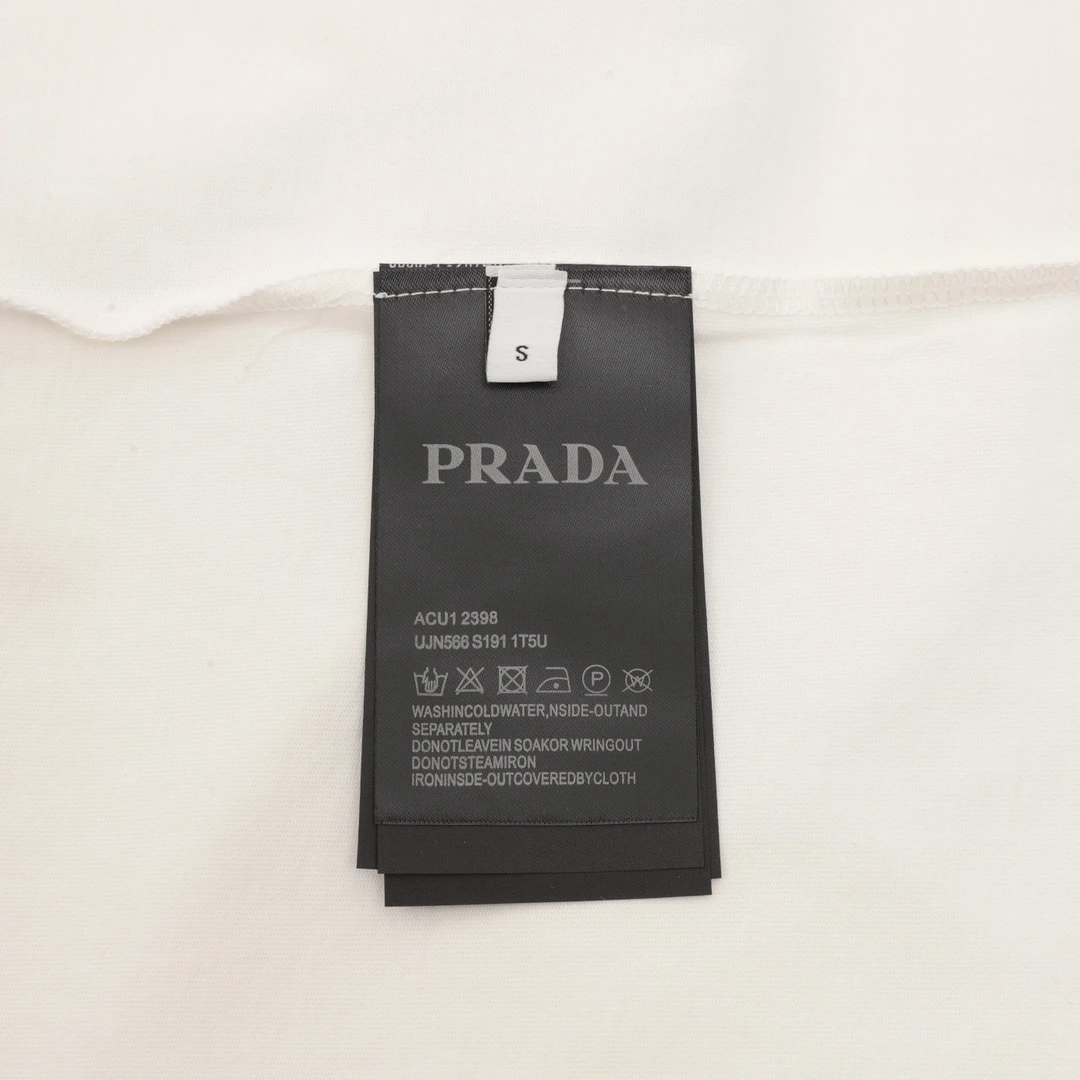 S
PRADA
ACU1 2398
UJN566 S191 1T5U
P
W
WASHINCOLDWATER,NSIDE-OUTAND
SEPARATELY
DONOTLEAVEIN SOAKOR WRINGOUT
DONOTSTEAMIRON
IRONINSDE-OUTCOVEREDBYCLOTH